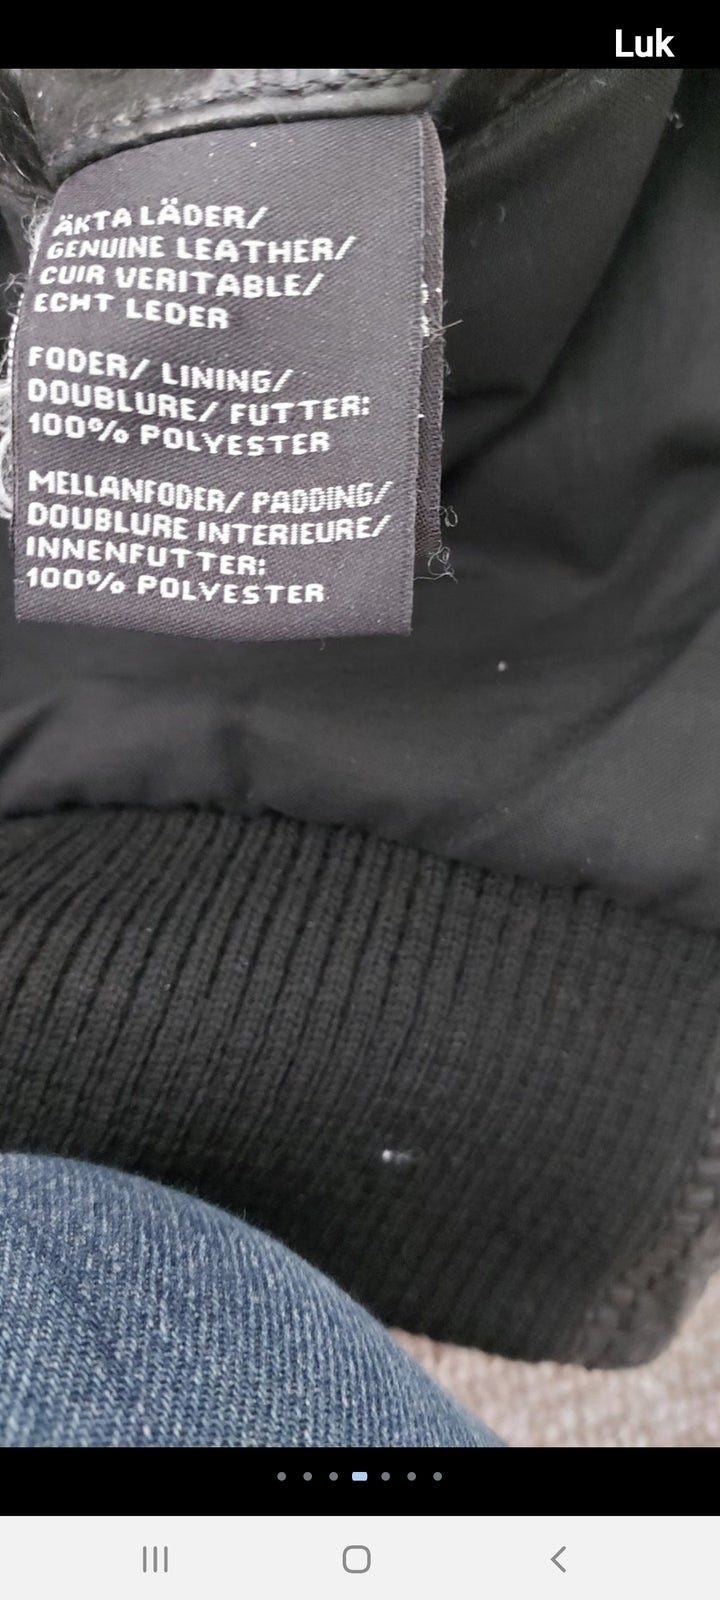 Luk
ÄKTA LÄDER/
GENUINE LEATHER/
CUIR VERITABLE/
ECHT LEDER
FODER/ LINING/
DOUBLURE/ FUTTER:
100% POLYESTER
MELLANFODER/ PADDING/
DOUBLURE INTERIEURE/
INNENFUTTER:
100% POLYESTER